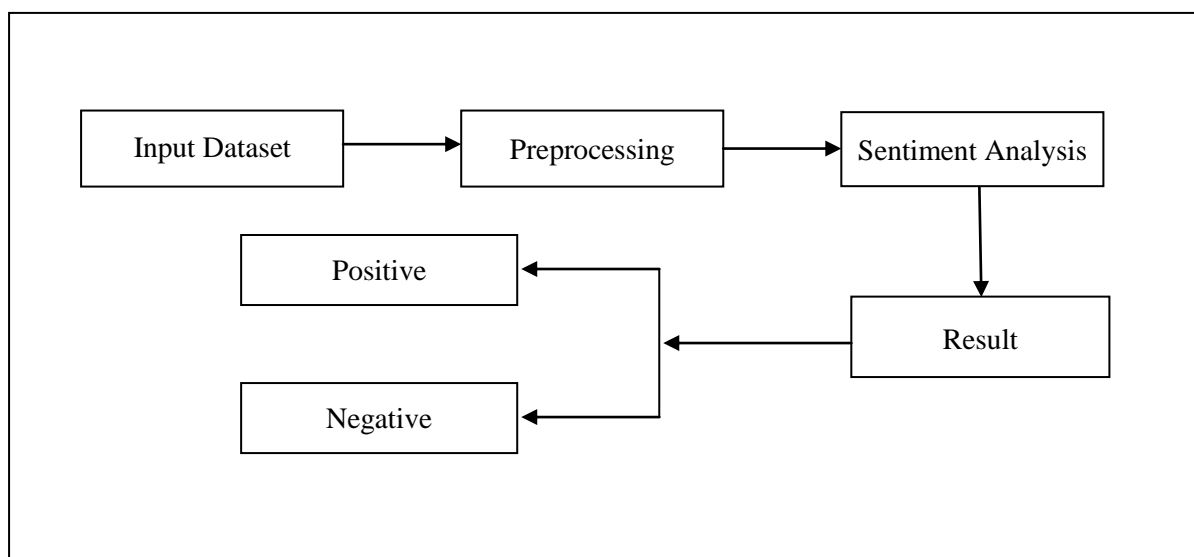 Input Dataset
Preprocessing
Sentiment Analysis
Positive
Result
Negative